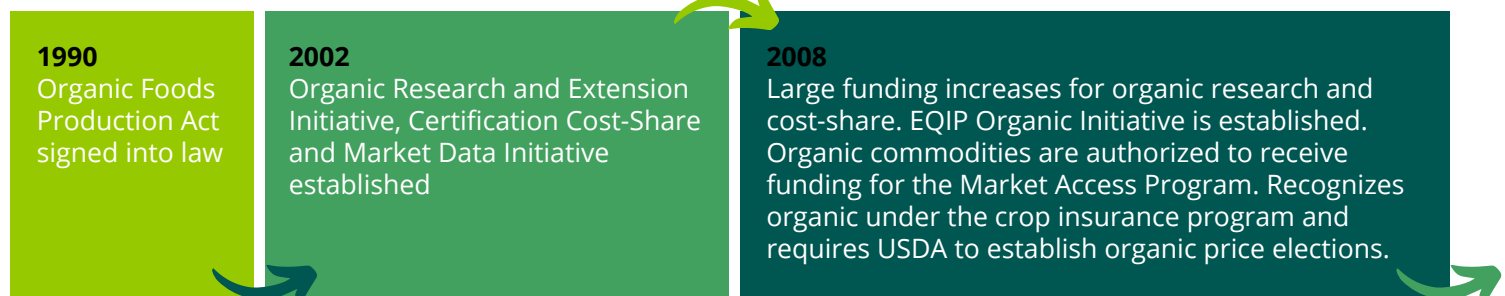 1990
Organic Foods
Production Act
signed into law
2002
Organic Research and Extension
Initiative, Certification Cost-Share
and Market Data Initiative
established
2008
Large funding increases for organic research and
cost-share. EQIP Organic Initiative is established.
Organic commodities are authorized to receive
funding for the Market Access Program. Recognizes
organic under the crop insurance program and
requires USDA to establish organic price elections.